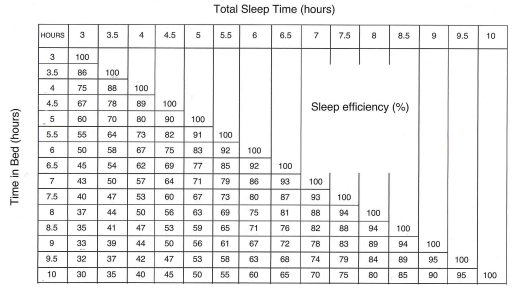 Total Sleep Time (hours)
HOURS 3 3.5 4 4.5 5 5.5 6 6.5 7 7.5 8 8.5 9 9.5 10
3 100
3.5 86 100
4 75 88 100
4.5 67 78 89 100
Sleep efficiency (%)
5 60 70 80 90 100
5.5 55 64 73 82 91 100
6 50 58 67 75 83 92 100
6.5 45 54 62 69 77 85 92 100
7 43 50 57 64 71 79 86 93 100
7.5 40 47 53 60 67 73 80 87 93 100
8 37 44 50 56 63 69 75 81 88 94 100
8.5 35 41 47 53 59 65 71 76 82 88 94 100
9 33 39 44 50 56 61 67 72 78 83 89 94 100
9.5 32 37 42 47 53 58 63 68 74 79 84 89 95 100
10 30 35 40 45 50 55 60 65 70 75 80 85 90 95 100
Time in Bed (hours)